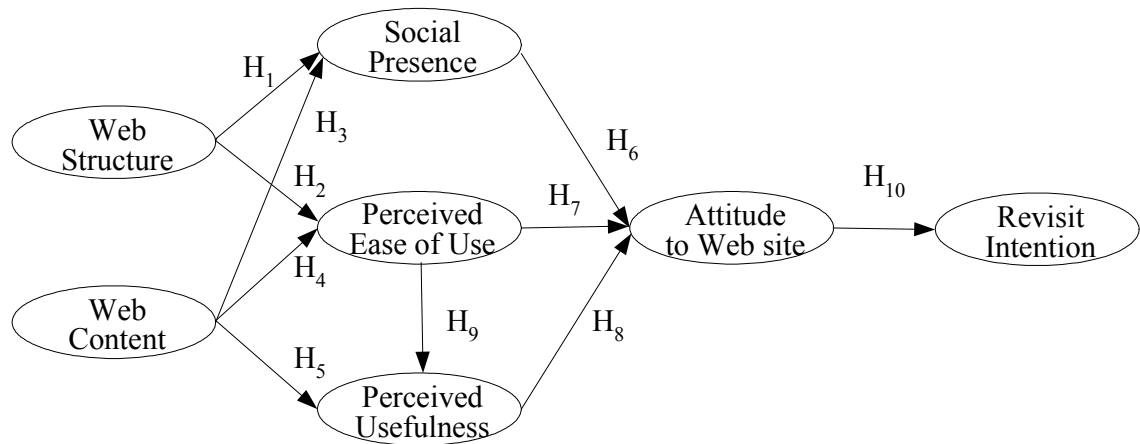 Social
Presence
H₁
H₃
Web
Structure
H₆
H₂
H₇
H₁₀
Perceived
Ease of Use
Attitude
to Web site
Revisit
Intention
H₄
Web
Content
H₉
H₈
H₅
Perceived
Usefulness